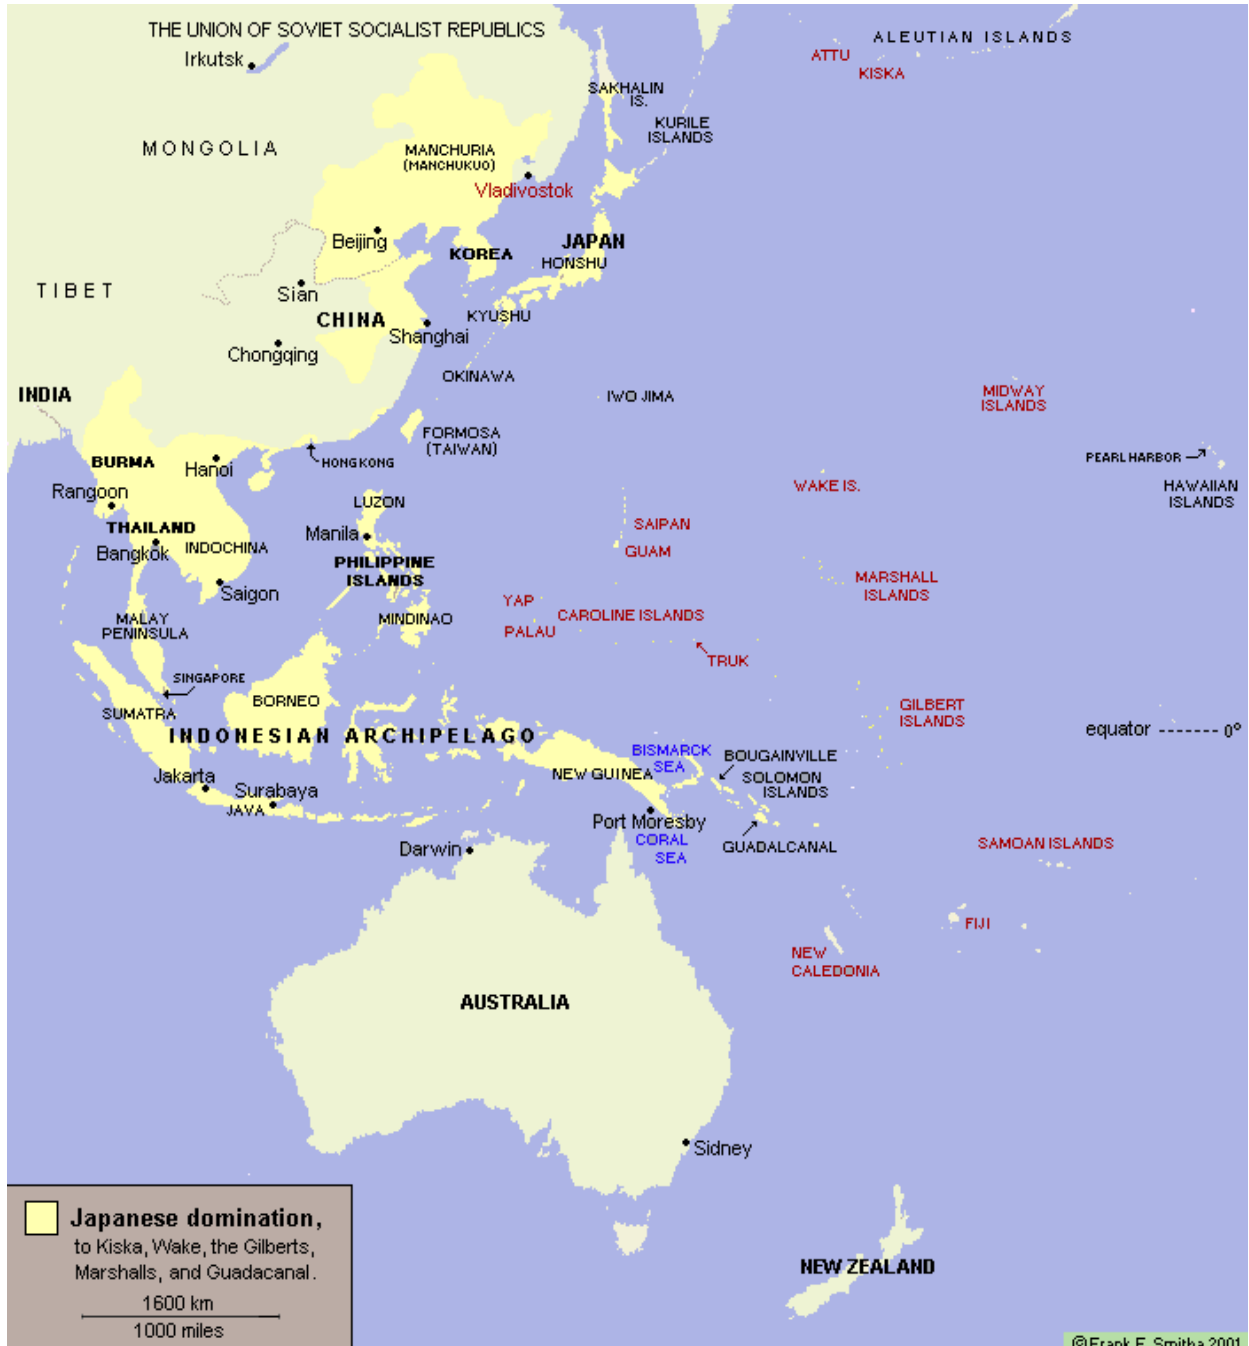 THE UNION OF SOVIET SOCIALIST REPUBLICS
Irkutsk
ALEUTIAN ISLANDS
ATTU
KISKA
SAKHALIN
IS.
KURILE
ISLANDS
MONGOLIA
MANCHURIA
(MANCHUKUO)
Vladivostok
Beijing
KOREA
JAPAN
HONSHU
TIBET
Sian
CHINA
KYUSHU
Shanghai
Chongqing
OKINAWA
INDIA
IWO JIMA
MIDWAY
ISLANDS
FORMOSA
(TAIWAN)
HONG KONG
PEARL HARBOR
BURMA
Hanoi
Rangoon
LUZON
WAKE IS.
HAWAIIAN
ISLANDS
THAILAND
Bangkok
INDOCHINA
Manila
SAIPAN
GUAM
PHILIPPINE
ISLANDS
Saigon
MARSHALL
ISLANDS
YAP
CAROLINE ISLANDS
MALAY
PENINSULA
MINDINAO
PALAU
TRUK
SINGAPORE
BORNEO
SUMATRA
GILBERT
ISLANDS
INDONESIAN ARCHIPELAGO
equator ------- 0°
BISMARCK
SEA
BOUGAINVILLE
NEW GUINEA
SOLOMON
ISLANDS
Jakarta
Surabaya
JAVA
Port Moresby
CORAL
SEA
GUADALCANAL
SAMOAN ISLANDS
Darwin
FIJI
NEW
CALEDONIA
AUSTRALIA
Sidney
NEW ZEALAND
Japanese domination,
to Kiska, Wake, the Gilberts,
Marshalls, and Guadacanal.
1600 km
1000 miles
©Frank E. Smitha 2001